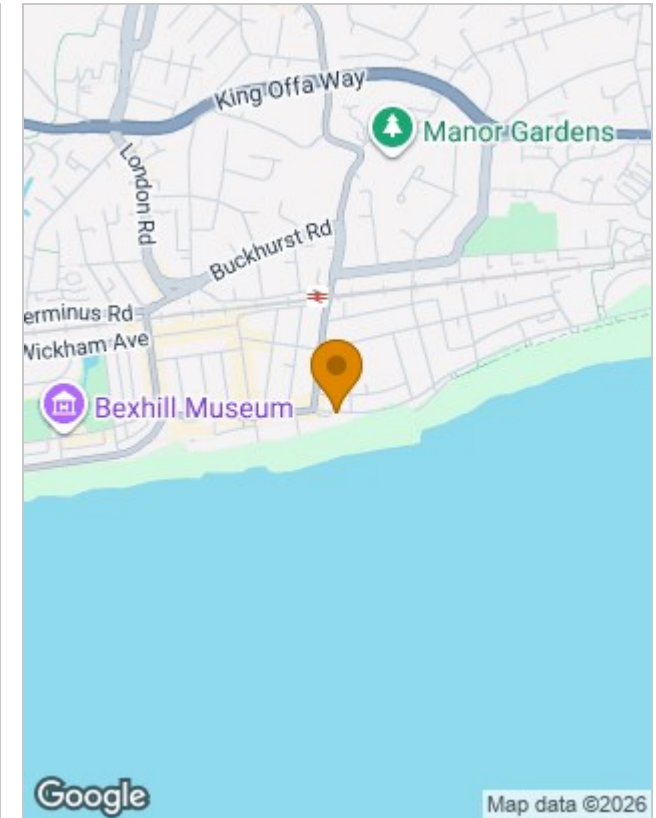 King Offa Way
Manor Gardens
London Rd
Buckhurst Rd
erminus Rd
Wickham Ave
Bexhill Museum
Google
Map data ©2026